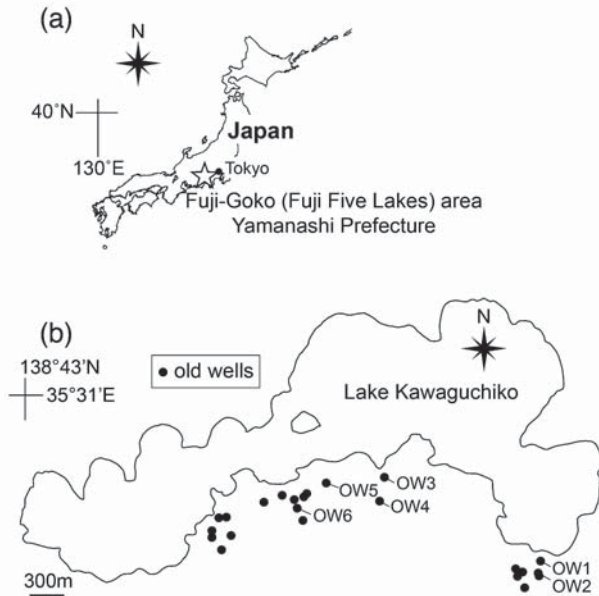 (a)
N
40°N
130°E
Japan
Tokyo
Fuji-Goko (Fuji Five Lakes) area
Yamanashi Prefecture
(b)
N
138°43'N
35°31'E
old wells
Lake Kawaguchiko
OW3
OW5
OW4
OW6
OW1
OW2
300m